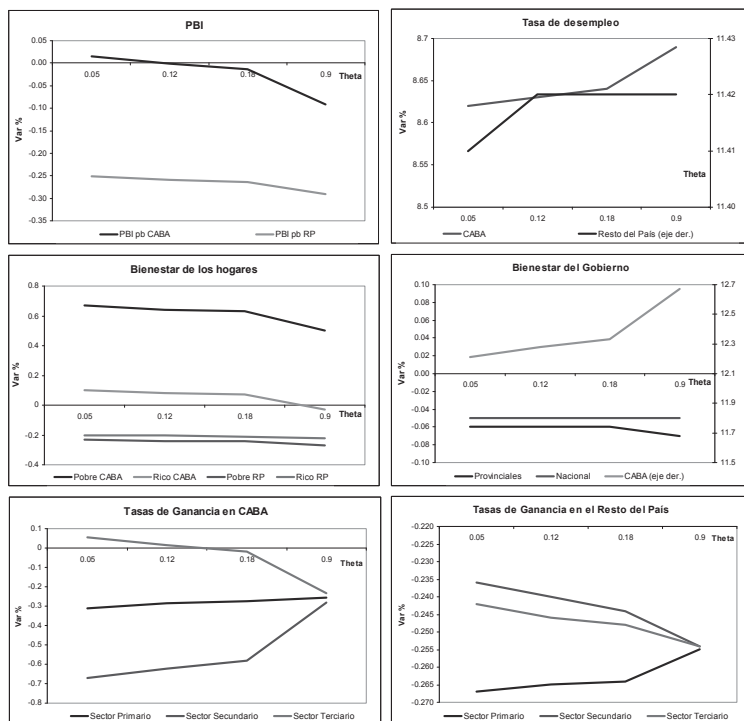 PBI
0.05
0.00
-0.05
-0.10
-0.15
-0.20
-0.25
-0.30
-0.35
Var %
0.05 0.12 0.18 0.9
Theta
PBI pb CABA PBI pb RP
Tasa de desempleo
8.7
8.65
8.6
8.55
8.5
Var %
11.43
11.42
11.41
11.40
Theta
0.05 0.12 0.18 0.9
CABA Resto del País (eje der.)
Bienestar de los hogares
0.8
0.6
0.4
0.2
0
-0.2
-0.4
Var %
0.05 0.12 0.18 0.9
Theta
Pobre CABA Rico CABA Pobre RP Rico RP
Bienestar del Gobierno
0.10
0.08
0.06
0.04
0.02
0.00
-0.02
-0.04
-0.06
-0.08
-0.10
Var %
12.7
12.5
12.3
12.1
11.9
11.7
11.5
0.05 0.12 0.18 0.9
Theta
Provinciales Nacional CABA (eje der.)
Tasas de Ganancia en CABA
0.1
0
-0.1
-0.2
-0.3
-0.4
-0.5
-0.6
-0.7
-0.8
Var %
0.05 0.12 0.18 0.9
Theta
Sector Primario Sector Secundario Sector Terciario
Tasas de Ganancia en el Resto del País
-0.220
-0.225
-0.230
-0.235
-0.240
-0.245
-0.250
-0.255
-0.260
-0.265
-0.270
Var %
0.05 0.12 0.18 0.9
Theta
Sector Primario Sector Secundario Sector Terciario